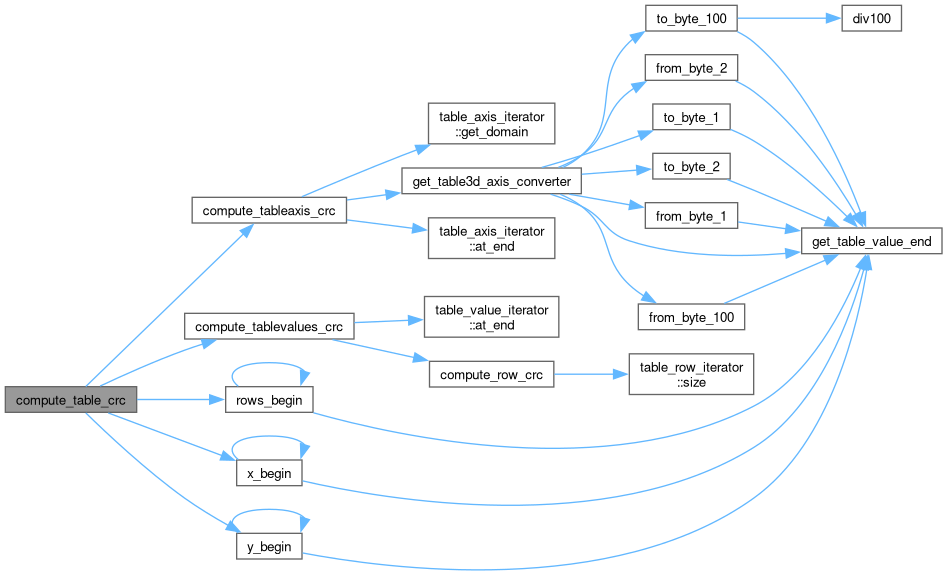 to_byte_100
div100
from_byte_2
table_axis_iterator
::get_domain
to_byte_1
to_byte_2
get_table3d_axis_converter
compute_tableaxis_crc
from_byte_1
table_axis_iterator
::at_end
get_table_value_end
from_byte_100
table_value_iterator
::at_end
compute_tablevalues_crc
compute_row_crc
table_row_iterator
::size
compute_table_crc
rows_begin
x_begin
y_begin